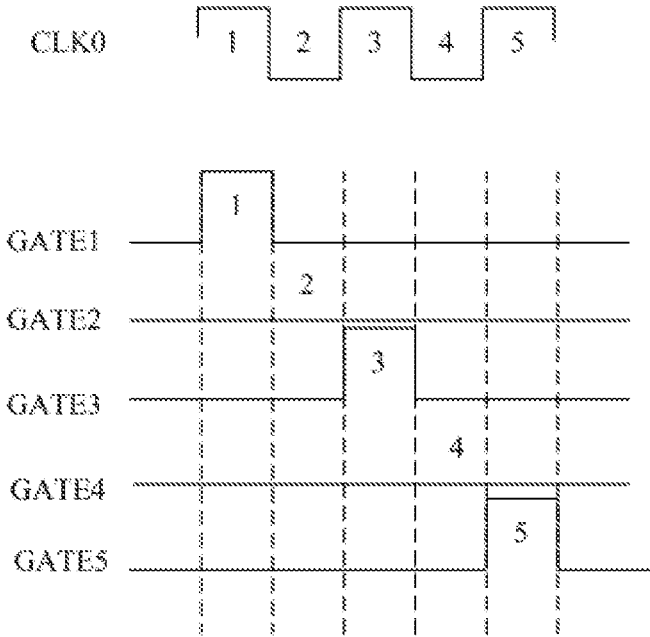 CLK0 1 2 3 4 5
1
GATE1
2
GATE2
3
GATE3
4
GATE4
5
GATE5